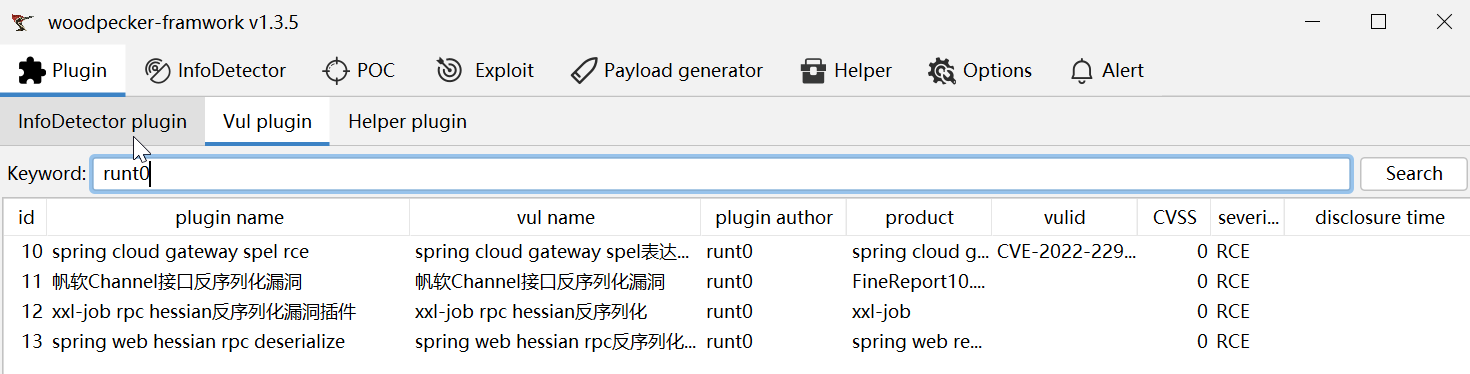 woodpecker-framwork v1.3.5
Plugin InfoDetector POC Exploit Payload generator Helper Options Alert
InfoDetector plugin Vul plugin Helper plugin
Keyword: runt0 Search
id plugin name vul name plugin author product vulid CVSS severi... disclosure time
10 spring cloud gateway spel rce spring cloud gateway spel表达... runt0 spring cloud g... CVE-2022-229... 0 RCE
11 帆软Channel接口反序列化漏洞 帆软Channel接口反序列化漏洞 runt0 FineReport10.... 0 RCE
12 xxl-job rpc hessian反序列化漏洞插件 xxl-job rpc hessian反序列化 runt0 xxl-job 0 RCE
13 spring web hessian rpc deserialize spring web hessian rpc反序列化... runt0 spring web re... 0 RCE